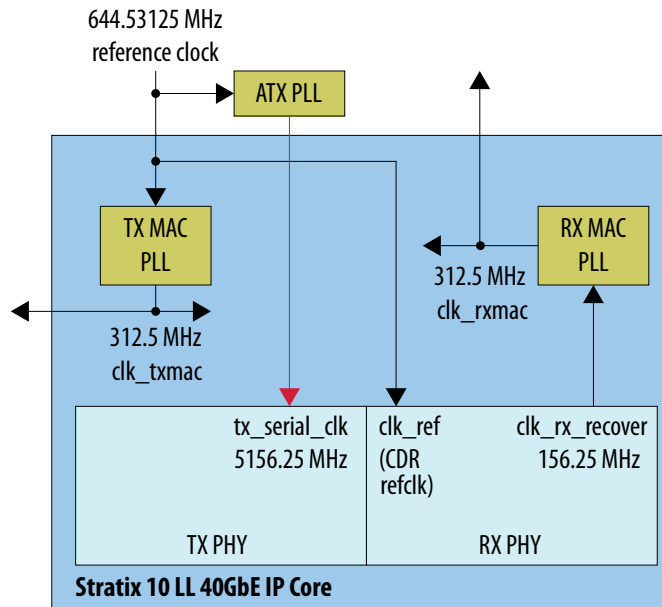 644.53125 MHz
reference clock
ATX PLL
TX MAC
PLL
RX MAC
PLL
312.5 MHz
clk_rxmac
312.5 MHz
clk_txmac
tx_serial_clk
5156.25 MHz
clk_ref
(CDR
refclk)
clk_rx_recover
156.25 MHz
TX PHY
RX PHY
Stratix 10 LL 40GbE IP Core